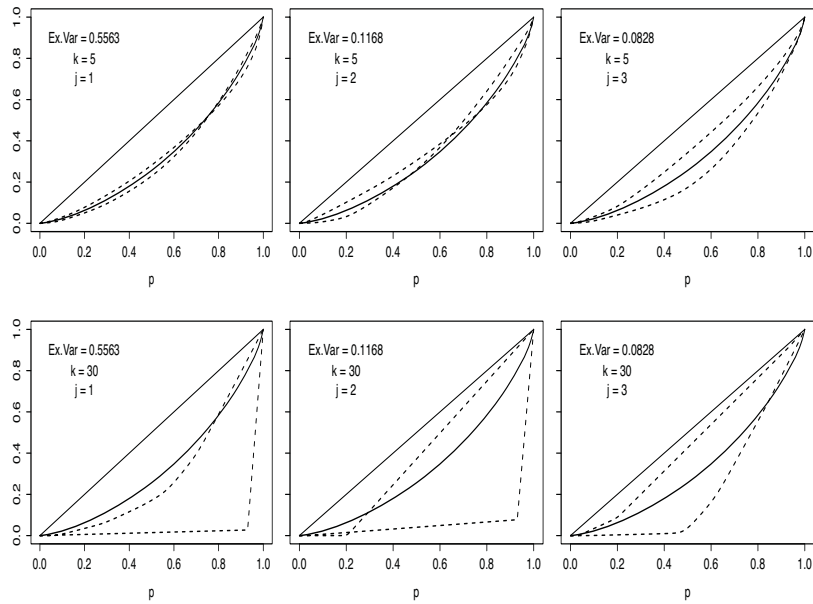 0.0 0.2 0.4 0.6 0.8 1.0
Ex.Var = 0.5563
k = 5
j = 1
0.0 0.2 0.4 0.6 0.8 1.0
p
Ex.Var = 0.1168
k = 5
j = 2
0.0 0.2 0.4 0.6 0.8 1.0
p
Ex.Var = 0.0828
k = 5
j = 3
0.0 0.2 0.4 0.6 0.8 1.0
p
0.0 0.2 0.4 0.6 0.8 1.0
Ex.Var = 0.5563
k = 30
j = 1
0.0 0.2 0.4 0.6 0.8 1.0
p
Ex.Var = 0.1168
k = 30
j = 2
0.0 0.2 0.4 0.6 0.8 1.0
p
Ex.Var = 0.0828
k = 30
j = 3
0.0 0.2 0.4 0.6 0.8 1.0
p